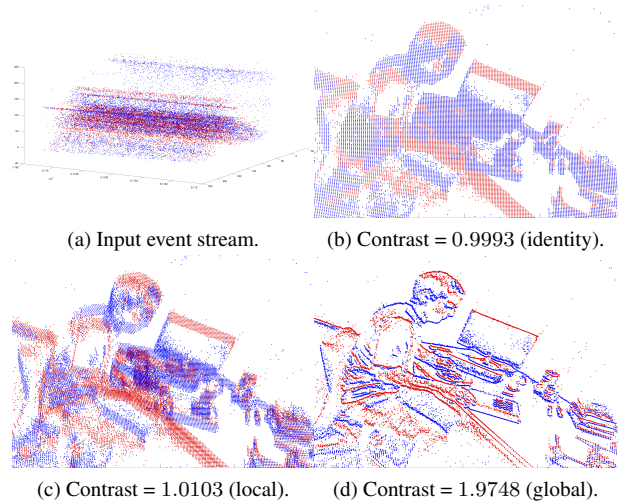 (a) Input event stream.
(b) Contrast = 0.9993 (identity).
(c) Contrast = 1.0103 (local).
(d) Contrast = 1.9748 (global).